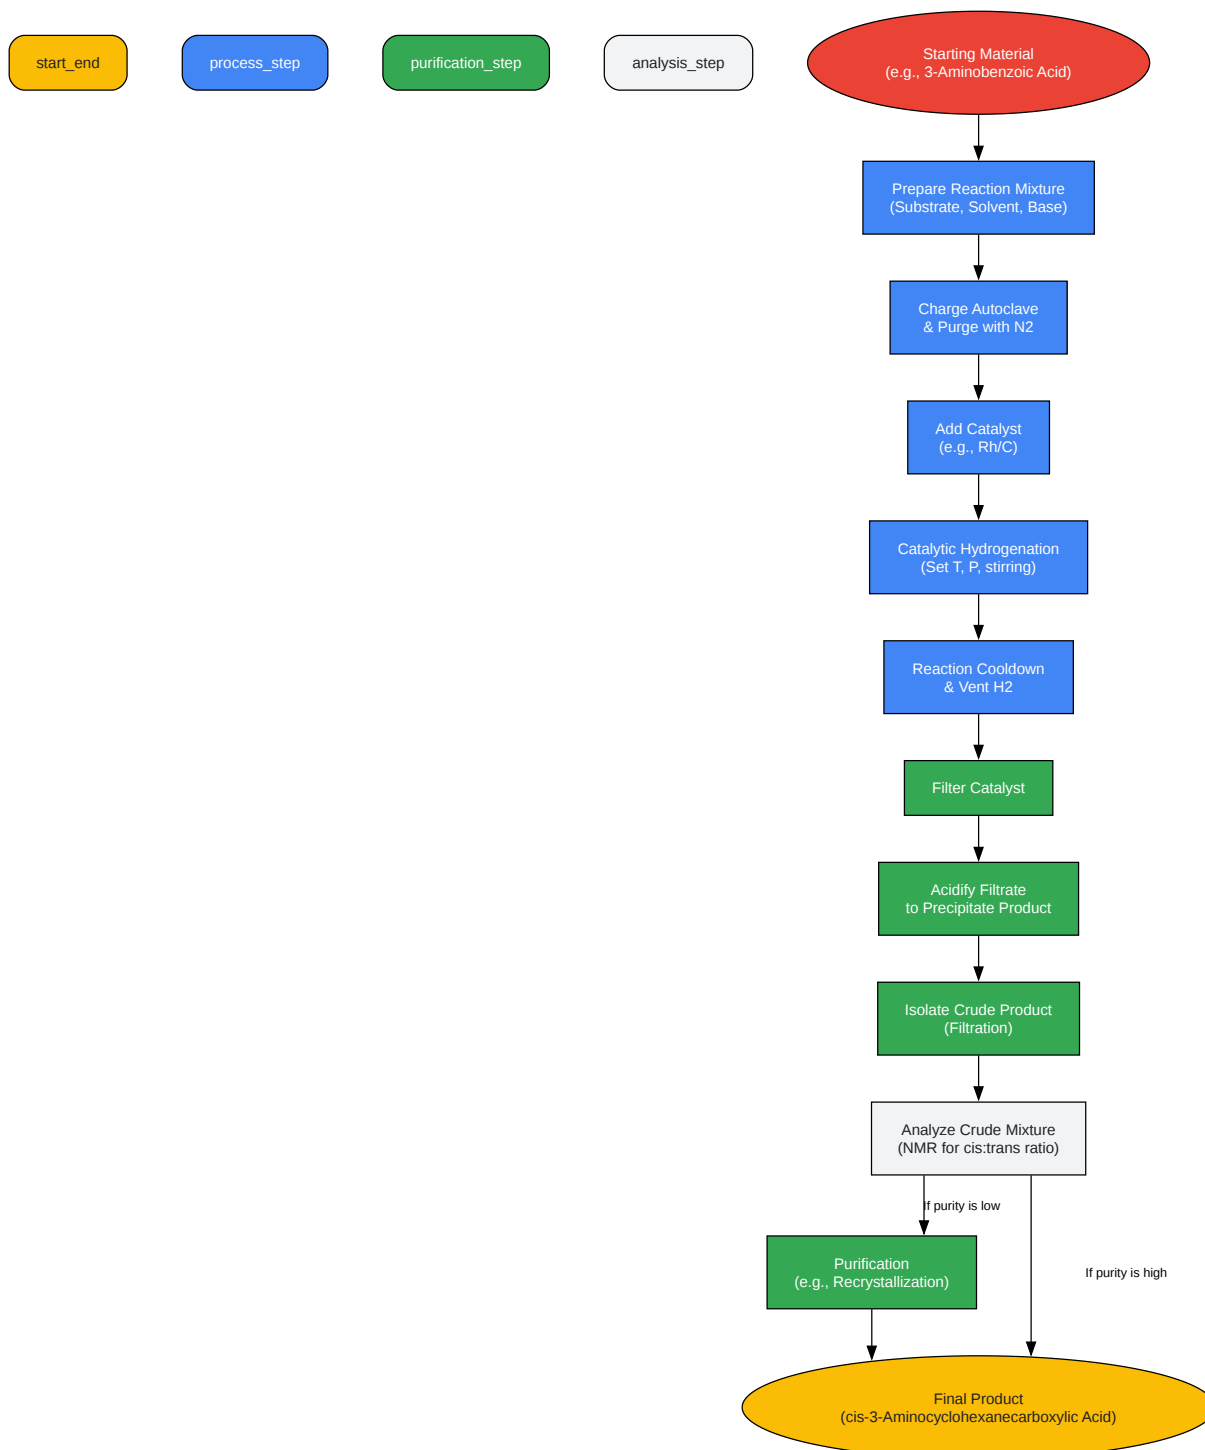 start_end
process_step
purification_step
analysis_step
Starting Material
(e.g., 3-Aminobenzoic Acid)
Prepare Reaction Mixture
(Substrate, Solvent, Base)
Charge Autoclave
& Purge with N2
Add Catalyst
(e.g., Rh/C)
Catalytic Hydrogenation
(Set T, P, stirring)
Reaction Cooldown
& Vent H2
Filter Catalyst
Acidify Filtrate
to Precipitate Product
Isolate Crude Product
(Filtration)
Analyze Crude Mixture
(NMR for cis:trans ratio)
If purity is low
Purification
(e.g., Recrystallization)
If purity is high
Final Product
(cis-3-Aminocyclohexanecarboxylic Acid)